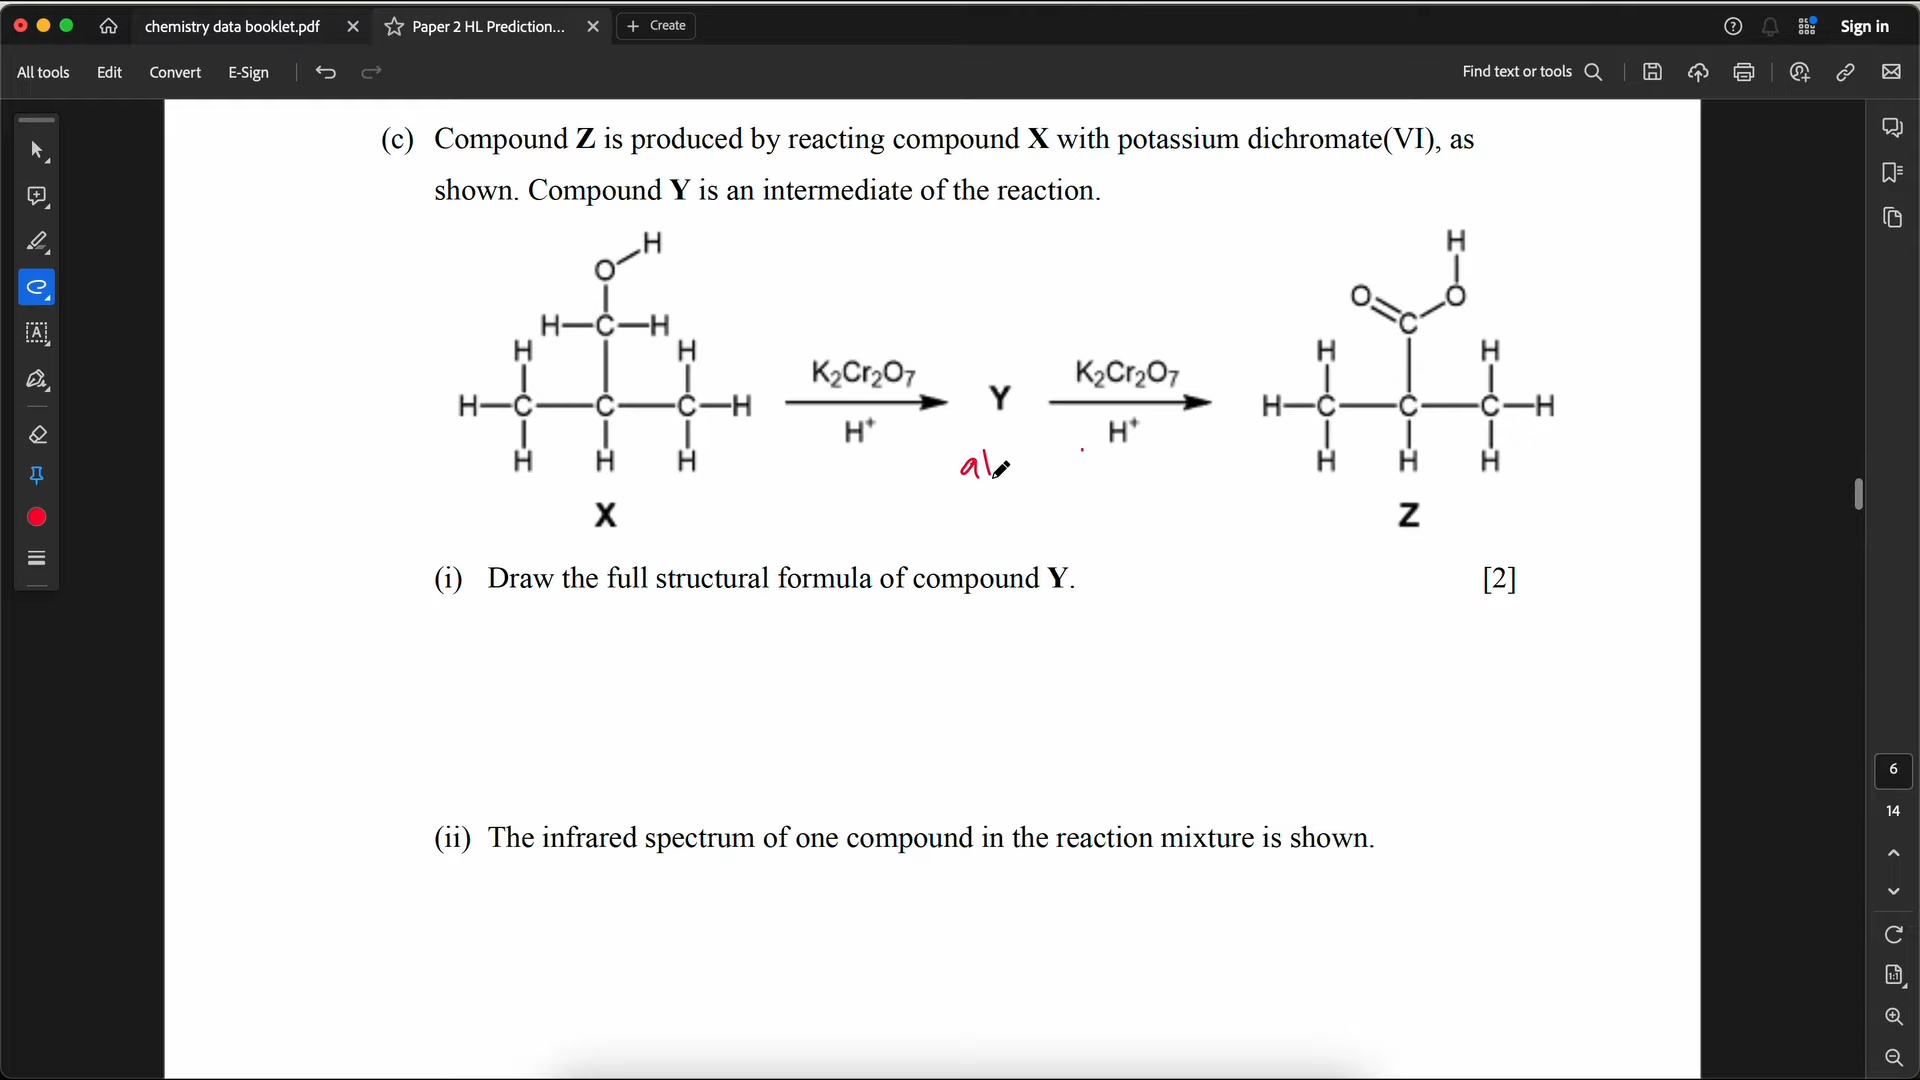 chemistry data booklet.pdf
Paper 2 HL Prediction...
Create
Sign in
All tools
Edit
Convert
E-Sign
Find text or tools
(c) Compound Z is produced by reacting compound X with potassium dichromate(VI), as
shown. Compound Y is an intermediate of the reaction.
H
O
H—C—H
H H
H—C—C—C—H
H H H
X
K₂Cr₂O₇
H⁺
Y
al
K₂Cr₂O₇
H⁺
H
O O
C
H H
H—C—C—C—H
H H H
Z
(i) Draw the full structural formula of compound Y. [2]
(ii) The infrared spectrum of one compound in the reaction mixture is shown.
6
14